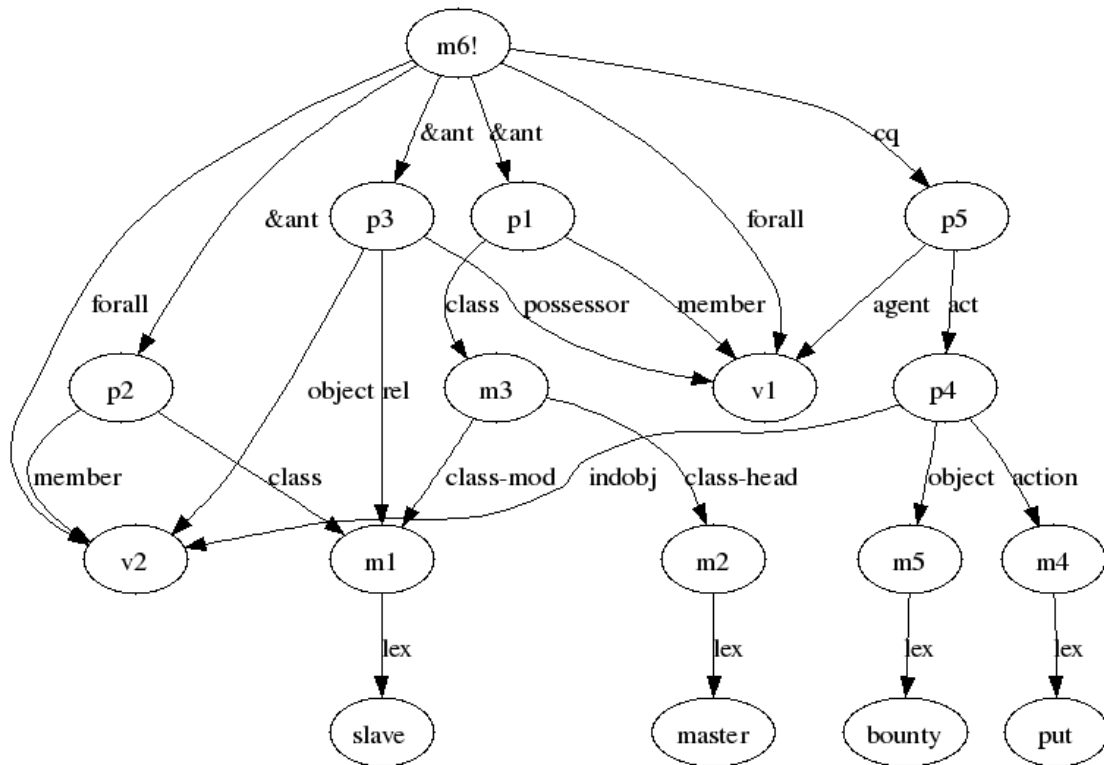 m6!
&ant &ant
cq
p3 p1 p5
&ant
forall
forall
class possessor member agent act
p2 object rel m3 v1 p4
member class class-mod indobj class-head object action
v2 m1 m2 m5 m4
lex lex lex lex
slave master bounty put